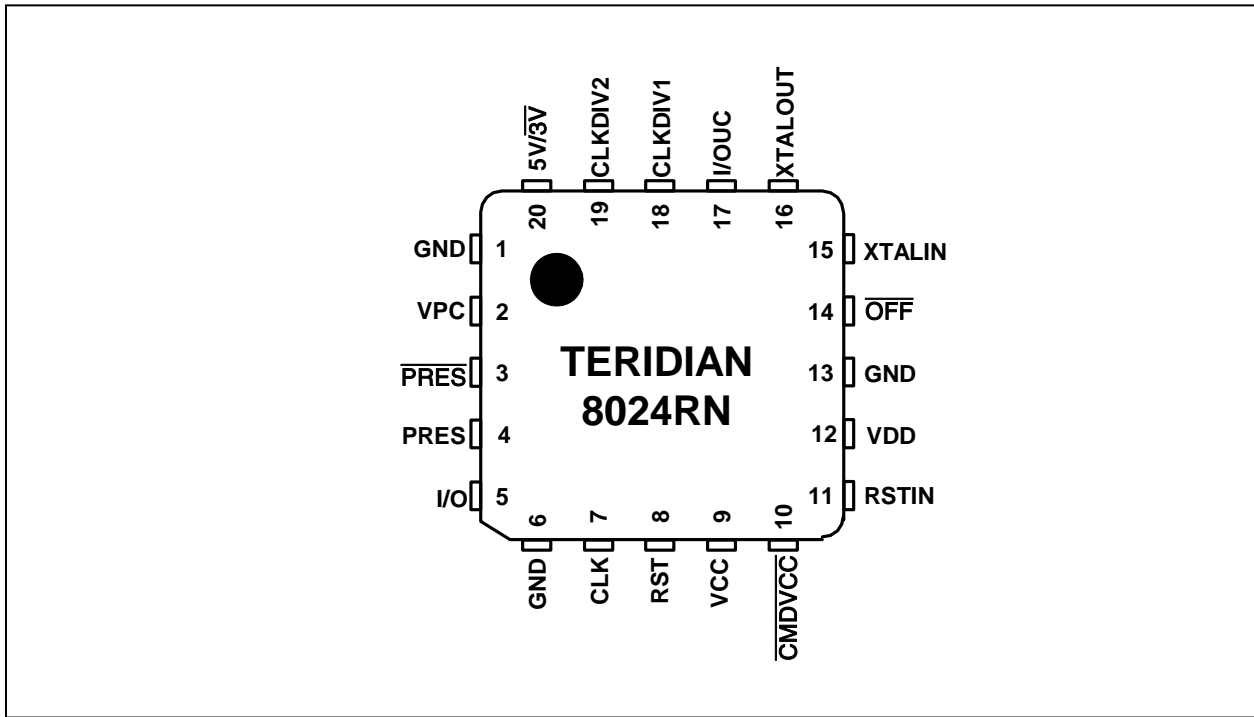 5V/3V
CLKDIV2
CLKDIV1
I/OUC
XTALOUT
20
19
18
17
16
GND 1
VPC 2
PRES 3
PRES 4
I/O 5
TERIDIAN
8024RN
15 XTALIN
14 OFF
13 GND
12 VDD
11 RSTIN
6
7
8
9
10
GND
CLK
RST
VCC
CMDVCC